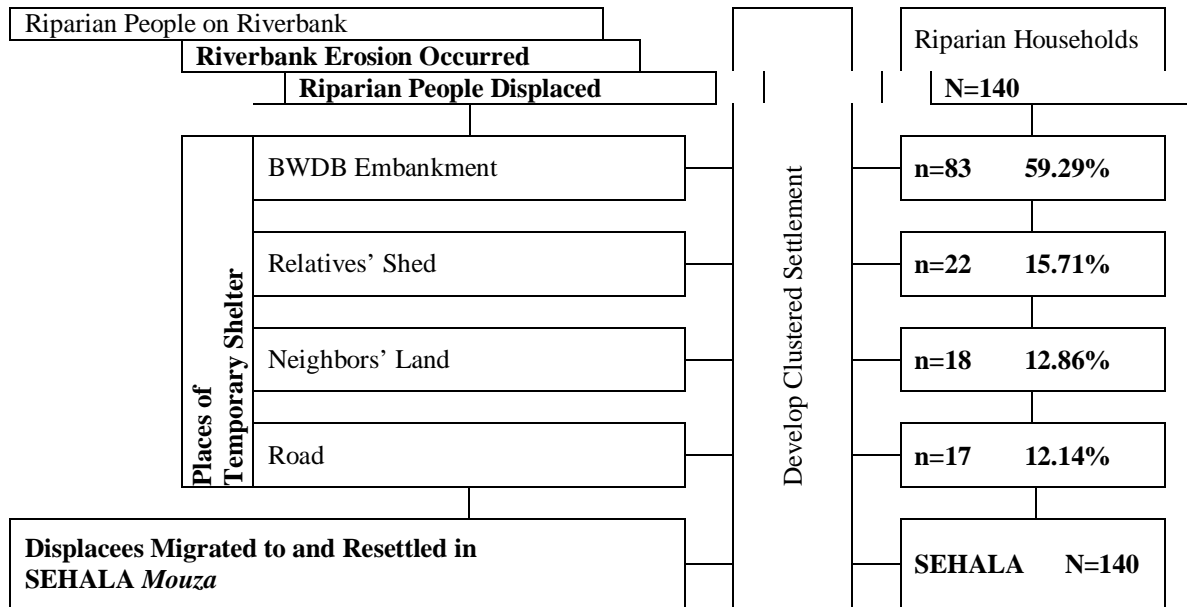 Riparian People on Riverbank
Riverbank Erosion Occurred
Riparian People Displaced
Riparian Households
N=140
Places of
Temporary Shelter
BWDB Embankment
Relatives’ Shed
Neighbors’ Land
Road
Develop Clustered Settlement
n=83 59.29%
n=22 15.71%
n=18 12.86%
n=17 12.14%
Displacees Migrated to and Resettled in
SEHALA Mouza
SEHALA N=140